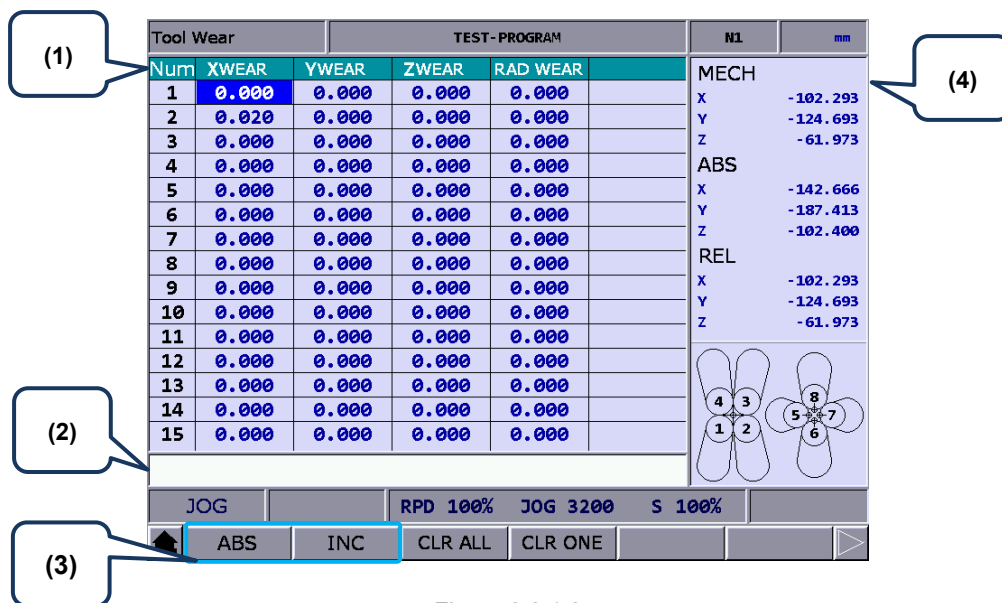 Tool Wear TEST-PROGRAM N1 mm
(1)
(4)
Num XWEAR YWEAR ZWEAR RAD WEAR
1 0.000 0.000 0.000 0.000
2 0.020 0.000 0.000 0.000
3 0.000 0.000 0.000 0.000
4 0.000 0.000 0.000 0.000
5 0.000 0.000 0.000 0.000
6 0.000 0.000 0.000 0.000
7 0.000 0.000 0.000 0.000
8 0.000 0.000 0.000 0.000
9 0.000 0.000 0.000 0.000
10 0.000 0.000 0.000 0.000
11 0.000 0.000 0.000 0.000
12 0.000 0.000 0.000 0.000
13 0.000 0.000 0.000 0.000
14 0.000 0.000 0.000 0.000
15 0.000 0.000 0.000 0.000
MECH
X -102.293
Y -124.693
Z -61.973
ABS
X -142.666
Y -187.413
Z -102.400
REL
X -102.293
Y -124.693
Z -61.973
4 3 8
5 7
1 2 6
(2)
JOG RPD 100% JOG 3200 S 100%
ABS INC CLR ALL CLR ONE
(3)